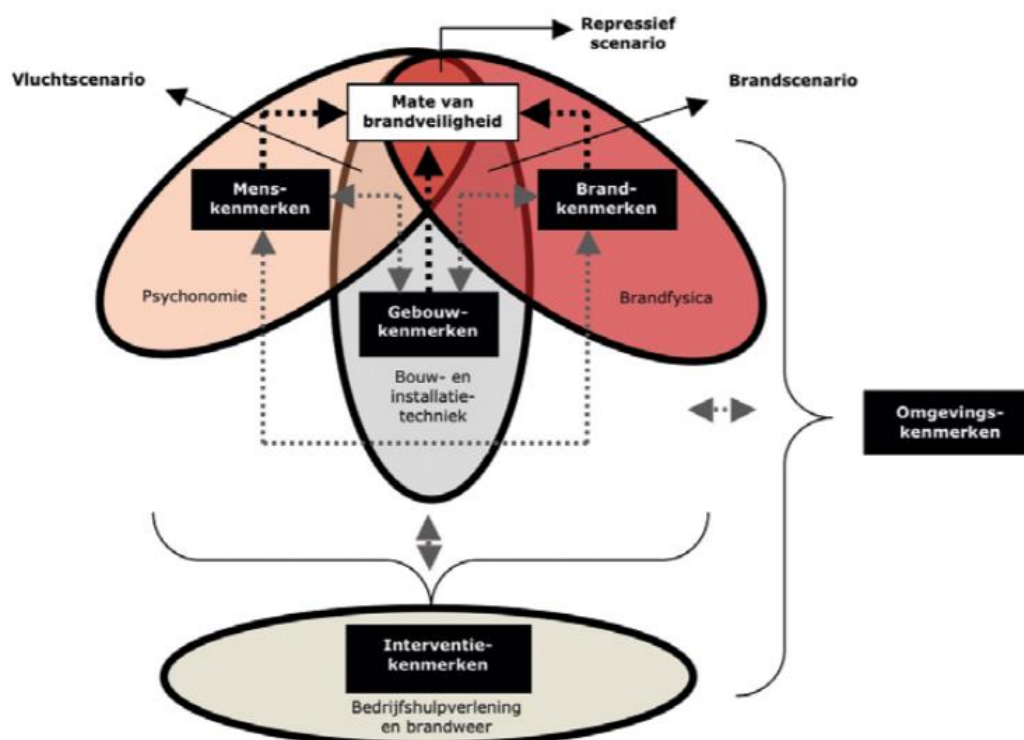 Repressief
scenario
Vluchtscenario
Brandscenario
Mate van
brandveiligheid
Mens-
kenmerken
Brand-
kenmerken
Psychonomie
Brandfysica
Gebouw-
kenmerken
Bouw- en
installatie-
techniek
Omgevings-
kenmerken
Interventie-
kenmerken
Bedrijfshulpverlening
en brandweer